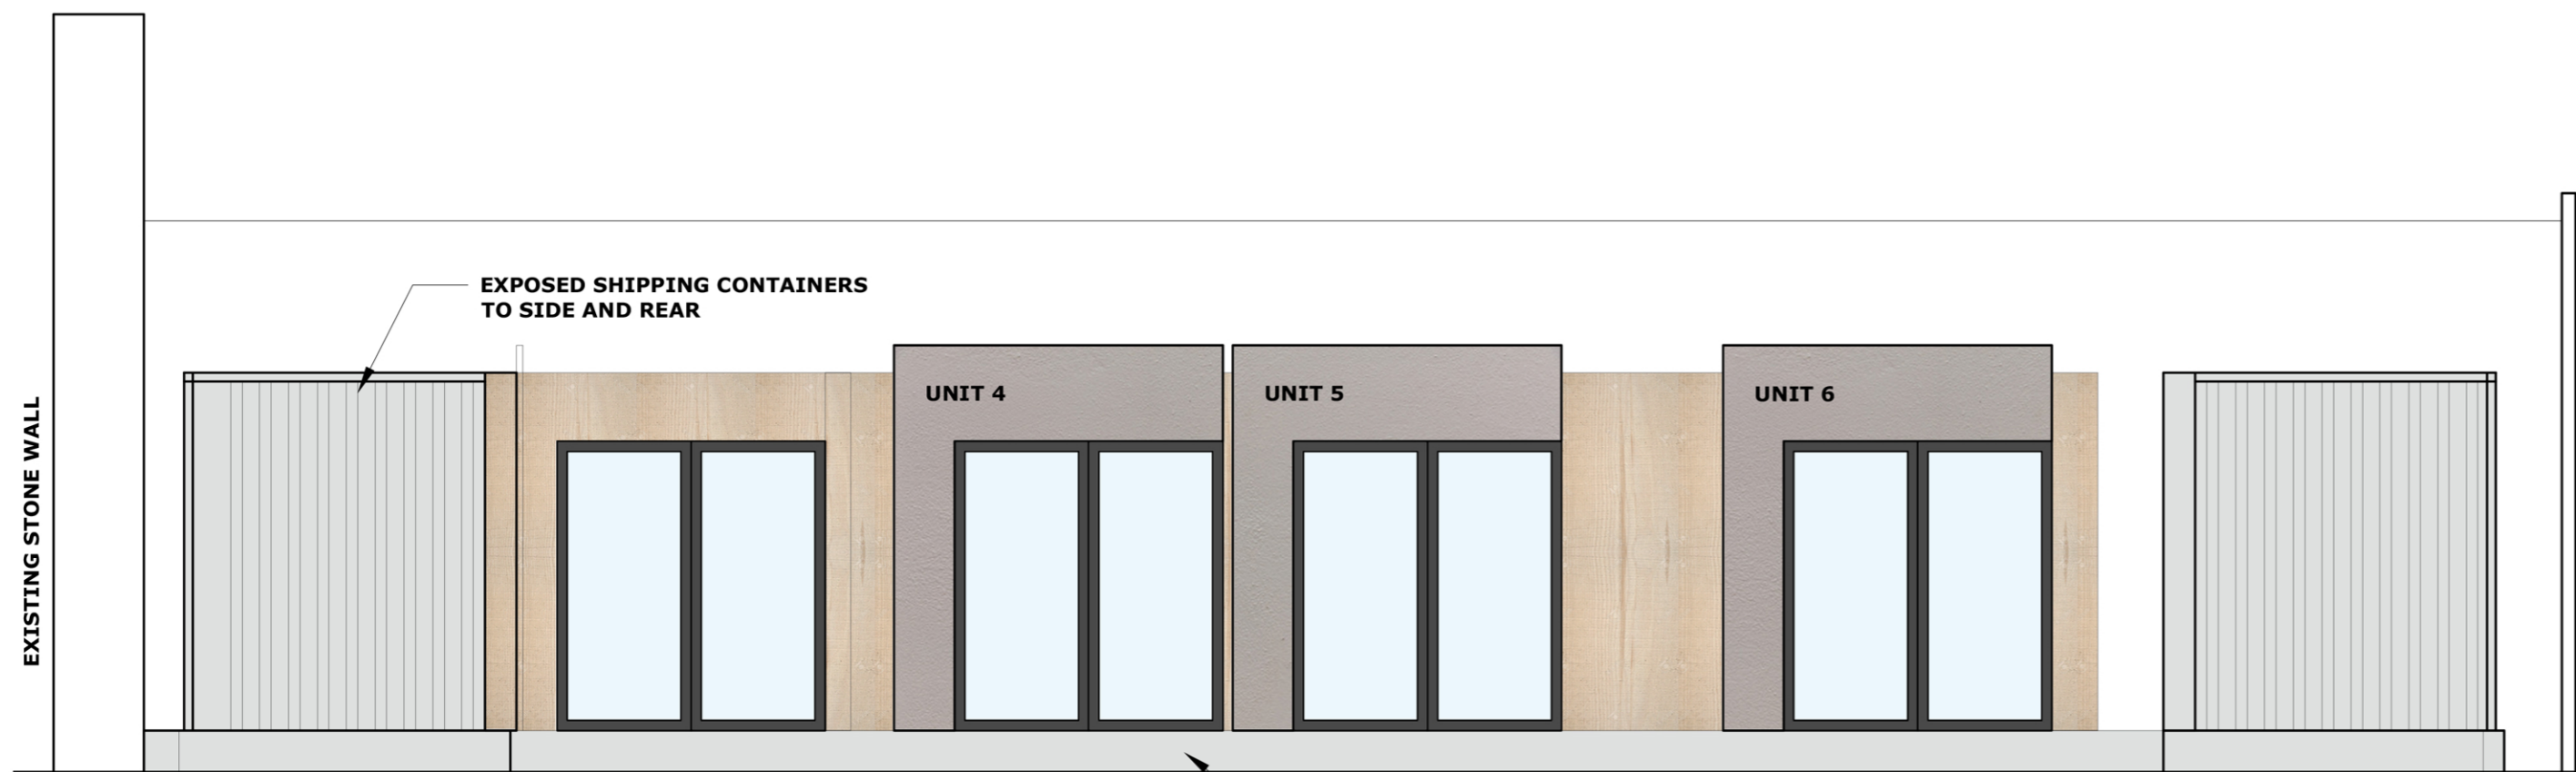 EXPOSED SHIPPING CONTAINERS
TO SIDE AND REAR
EXISTING STONE WALL
UNIT 4
UNIT 5
UNIT 6